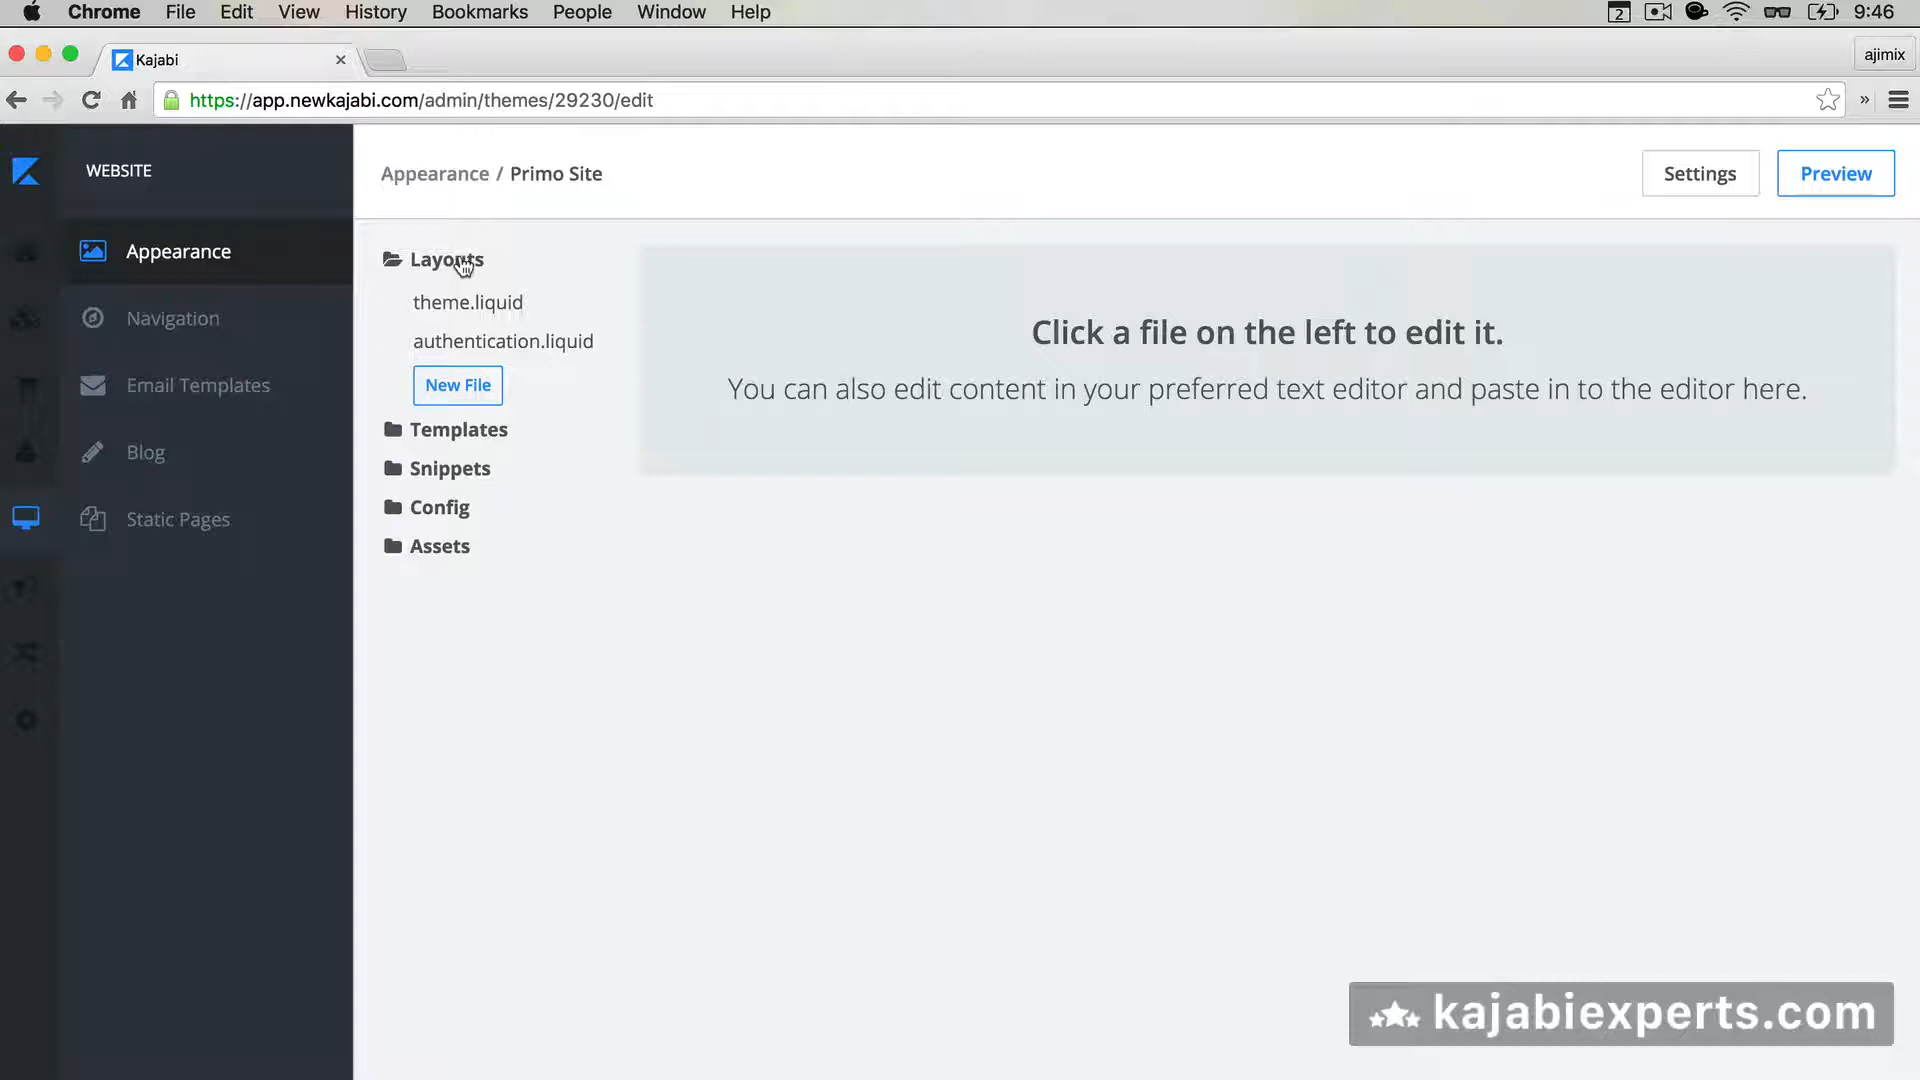 Chrome File Edit View History Bookmarks People Window Help 2 9:46
Kajabi ajimix
https://app.newkajabi.com/admin/themes/29230/edit »
WEBSITE
Appearance
Navigation
Email Templates
Blog
Static Pages
Appearance / Primo Site
Settings
Preview
Layouts
theme.liquid
authentication.liquid
New File
Templates
Snippets
Config
Assets
Click a file on the left to edit it.
You can also edit content in your preferred text editor and paste in to the editor here.
kajabiexperts.com